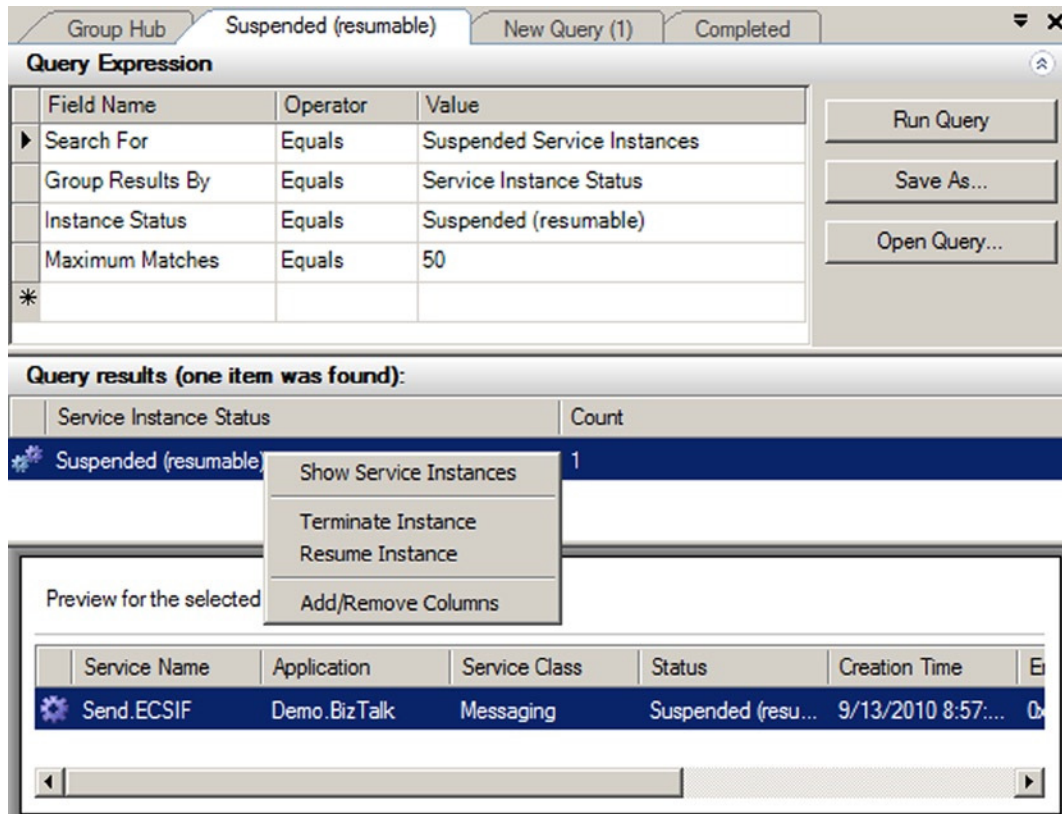 Group Hub Suspended (resumable) New Query (1) Completed
Query Expression
Field Name Operator Value
Search For Equals Suspended Service Instances
Group Results By Equals Service Instance Status
Instance Status Equals Suspended (resumable)
Maximum Matches Equals 50
Run Query
Save As...
Open Query...
Query results (one item was found):
Service Instance Status Count
Suspended (resumable) 1
Show Service Instances
Terminate Instance
Resume Instance
Add/Remove Columns
Preview for the selected
Service Name Application Service Class Status Creation Time
Send.ECSIF Demo.BizTalk Messaging Suspended (resu... 9/13/2010 8:57:...